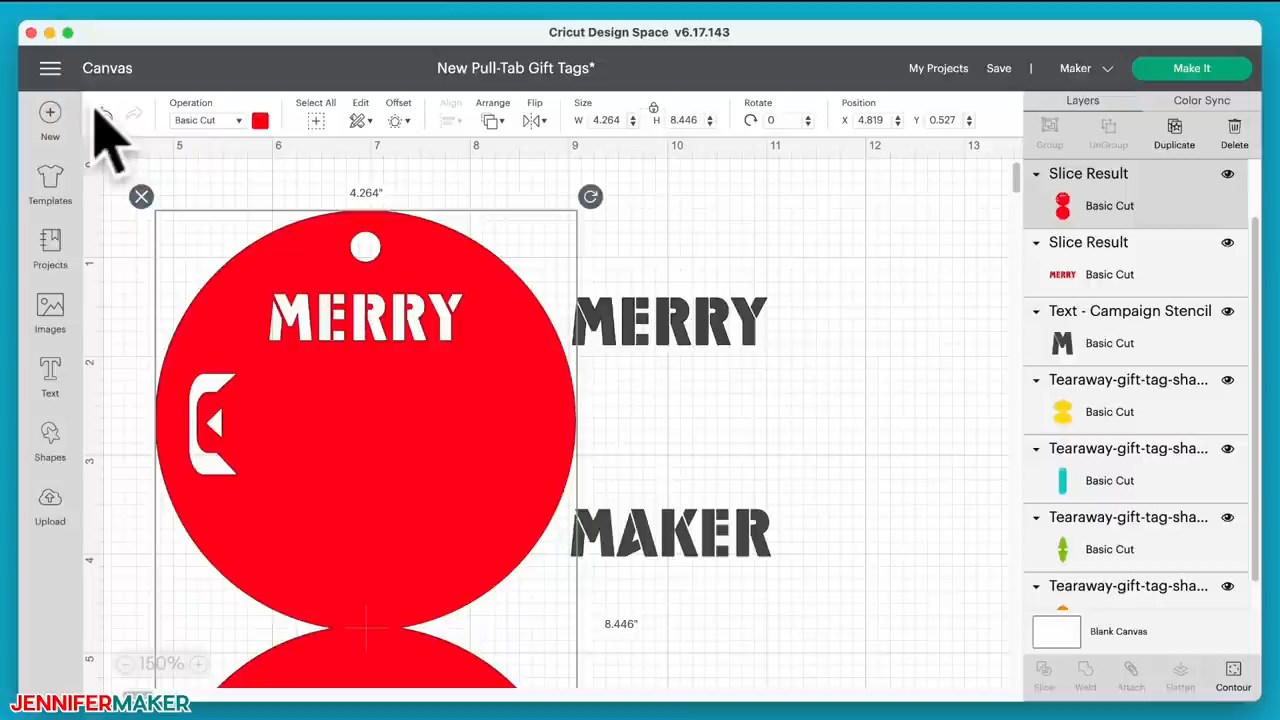 Cricut Design Space v6.17.143
Canvas
New Pull-Tab Gift Tags*
My Projects
Save
|
Maker
Make It
New
Templates
Projects
Images
Text
Shapes
Upload
Operation
Basic Cut
Select All
Edit
Offset
Align
Arrange
Flip
Size
W 4.264
H 8.446
Rotate
0
Position
X 4.819
Y 0.527
5 6 7 8 9 10 11 12 13
0
1
2
3
4
5
4.264"
MERRY
MERRY
MAKER
8.446"
150%
Layers
Color Sync
Group
UnGroup
Duplicate
Delete
Slice Result
Basic Cut
Slice Result
MERRY
Basic Cut
Text - Campaign Stencil
M
Basic Cut
Tearaway-gift-tag-sha...
Basic Cut
Tearaway-gift-tag-sha...
Basic Cut
Tearaway-gift-tag-sha...
Basic Cut
Tearaway-gift-tag-sha...
Blank Canvas
Slice
Weld
Attach
Flatten
Contour
JENNIFERMAKER